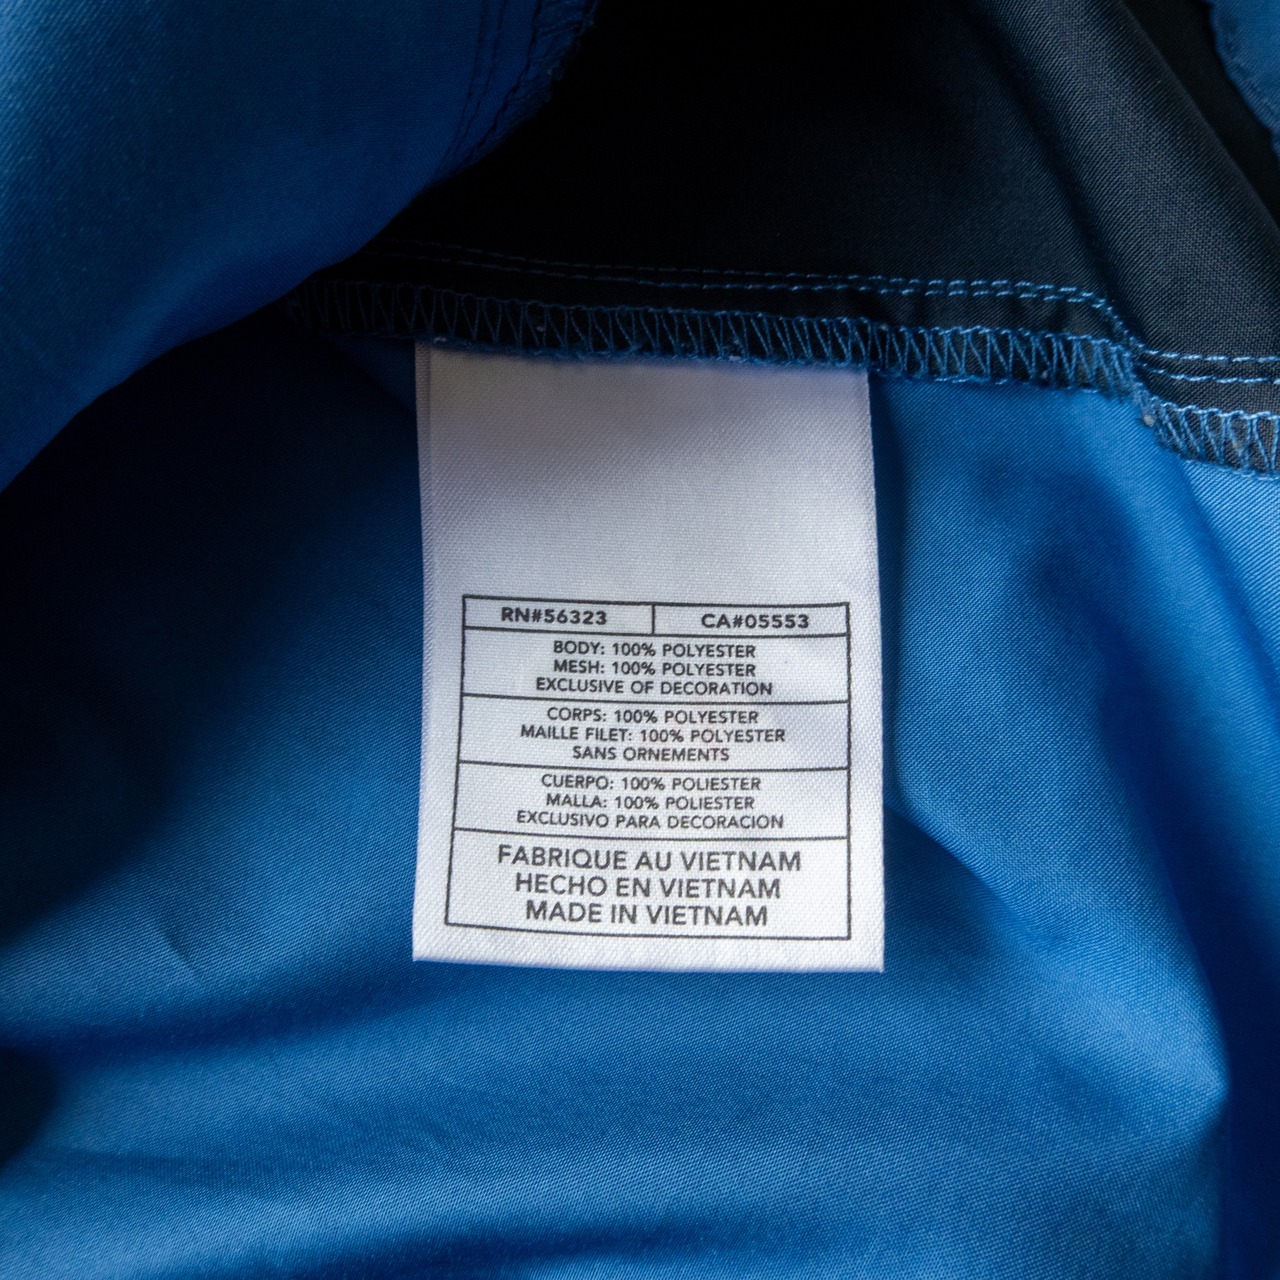 RN#56323 CA#05553
BODY: 100% POLYESTER
MESH: 100% POLYESTER
EXCLUSIVE OF DECORATION
CORPS: 100% POLYESTER
MAILLE FILET: 100% POLYESTER
SANS ORNEMENTS
CUERPO: 100% POLIESTER
MALLA: 100% POLIESTER
EXCLUSIVO PARA DECORACION
FABRIQUE AU VIETNAM
HECHO EN VIETNAM
MADE IN VIETNAM